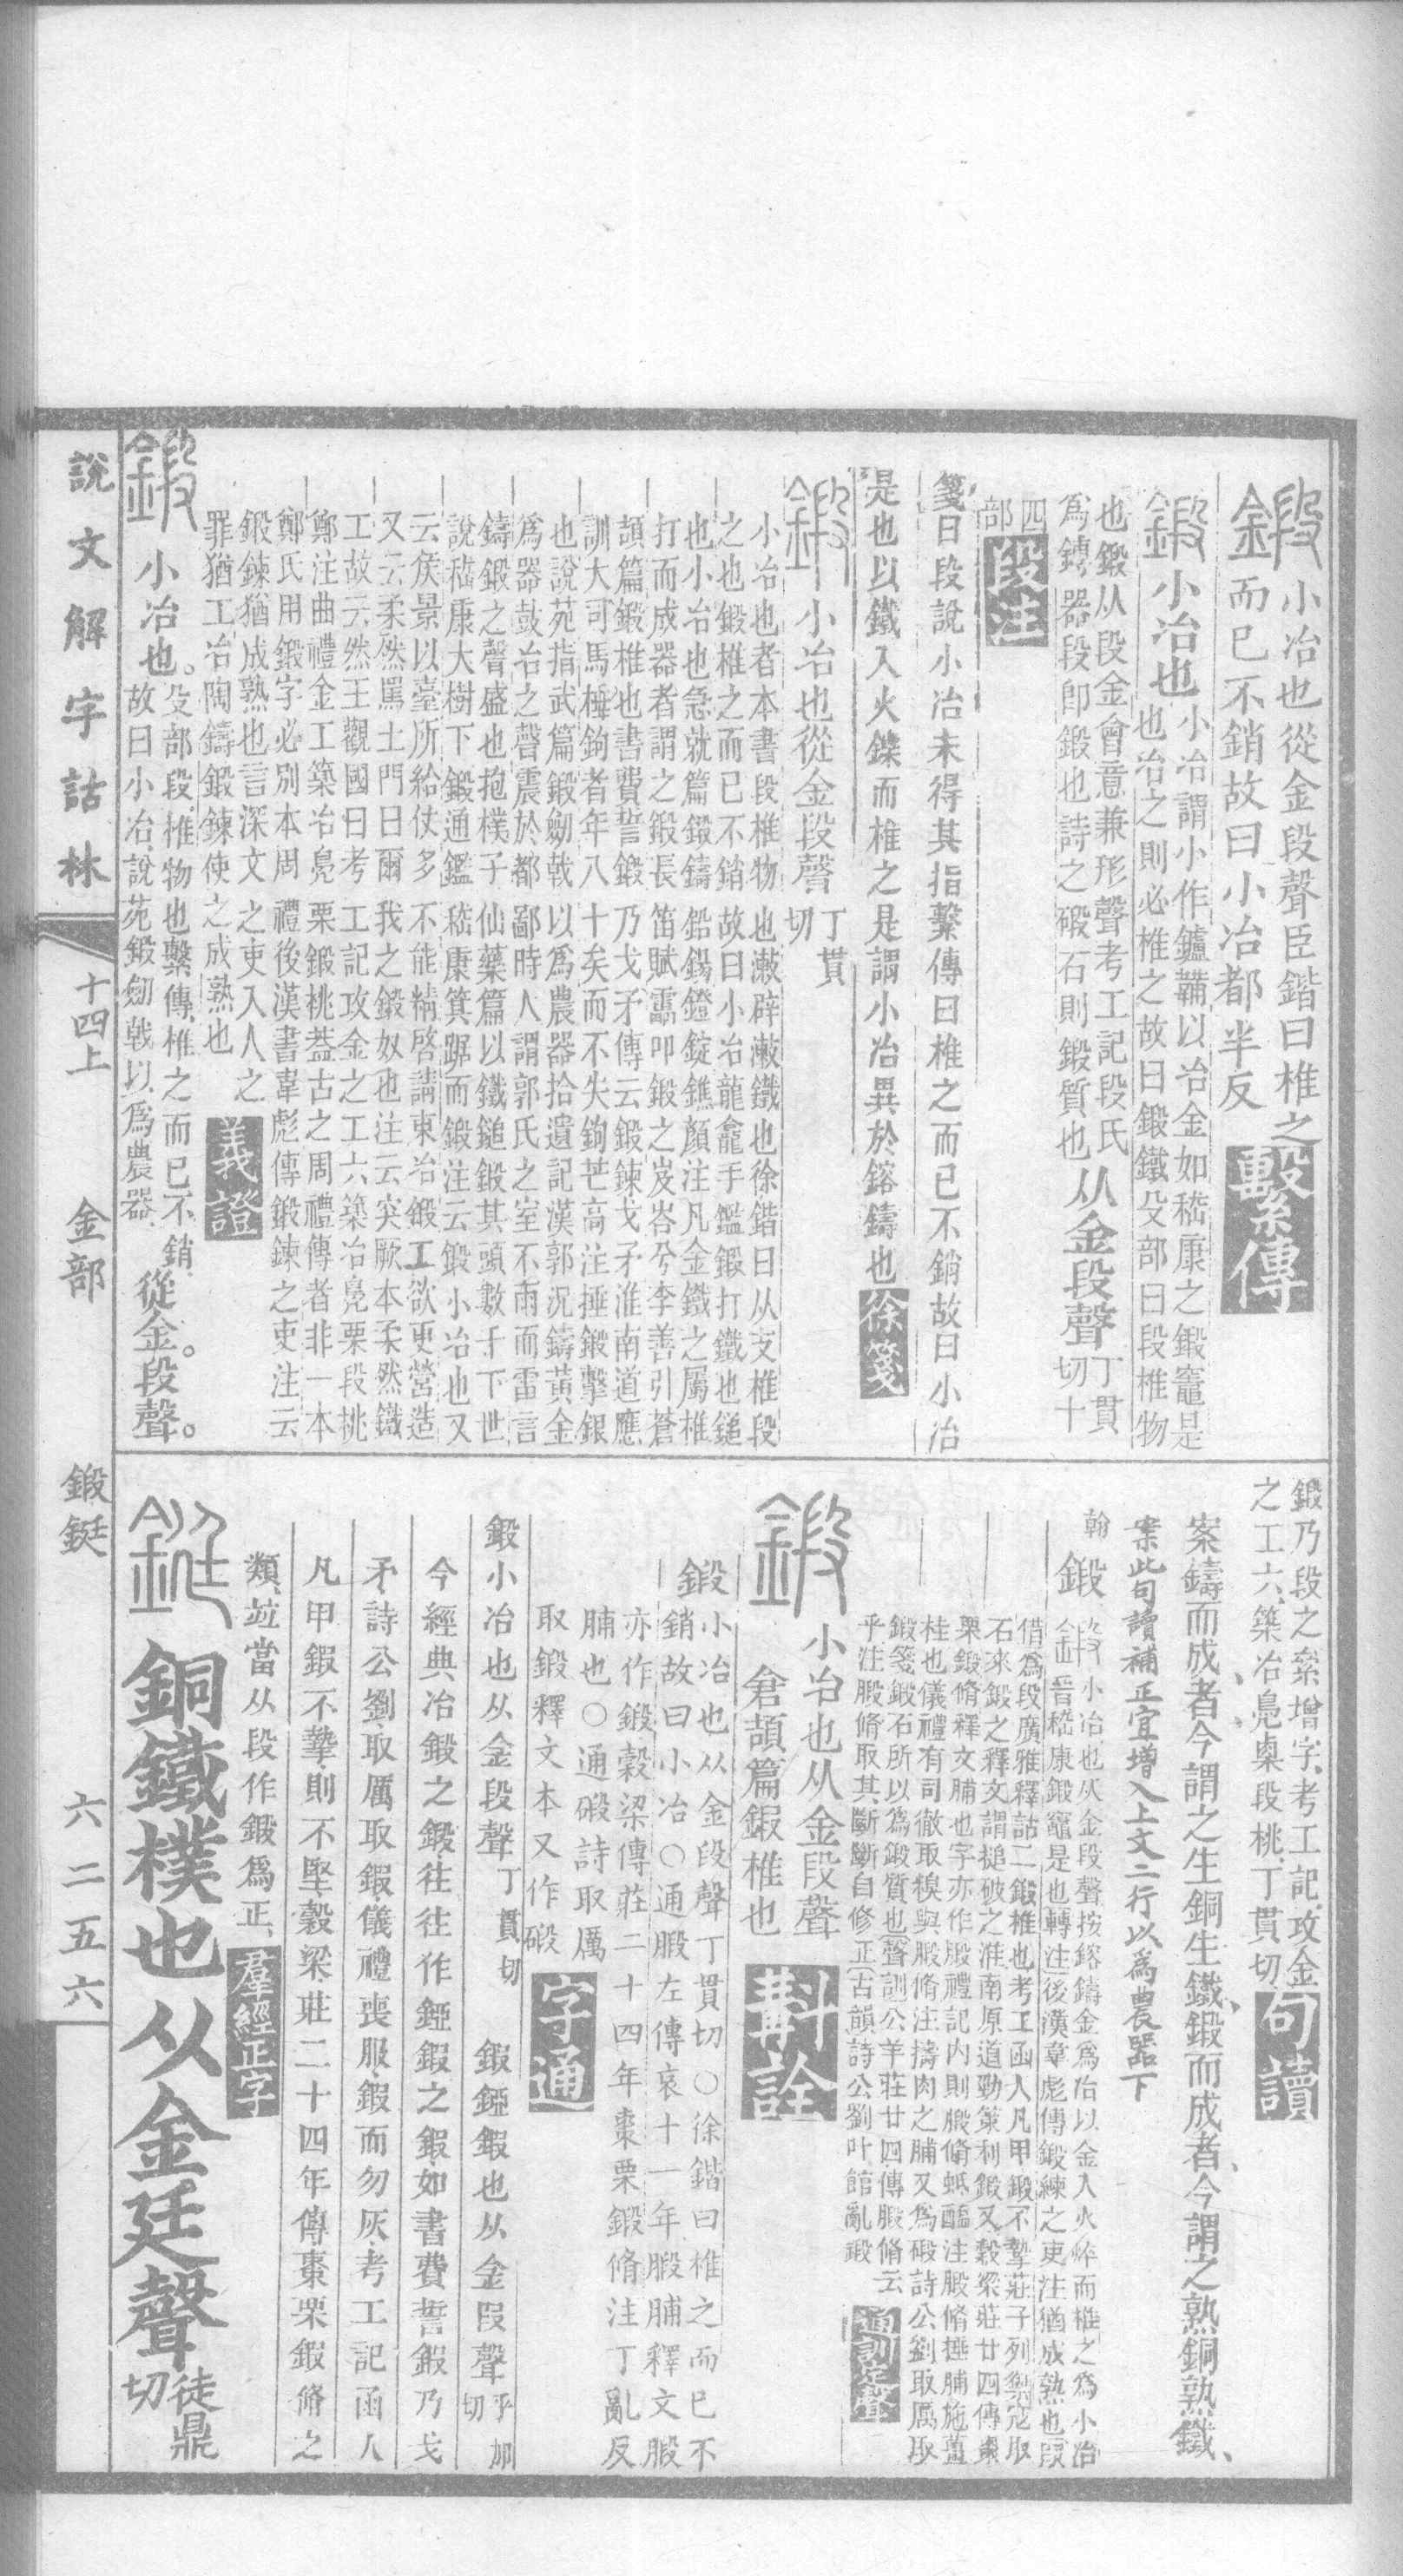 鍛小冶也從金段聲臣鍇曰椎之
而已不銷故曰小冶都半反
繫傳
鍛小冶也
小冶謂小作鑪鞴以冶金如嵇康之鍛竈是
也冶之則必椎之故曰鍛鐵殳部曰段椎物
也鍛从段金會意兼形聲考工記段氏
爲鎛器段卽鍛也詩之碫石則鍛質也
从金段聲
丁貫
切十
四
部
段注
箋曰段說小冶未得其指繫傳曰椎之而已不銷故曰小冶
是也以鐵入火鎔而椎之是謂小冶異於鎔鑄也
徐箋
鍛小冶也從金段聲
丁貫
切
小冶也者本書段椎物也敶辟敶鐵也徐鍇曰从攴椎段
之也鍛椎之而已不銷故曰小冶龍龕手鑑鍛打鐵也鎚
也小冶也急就篇鍛鑄鉛錫鐙錠鐎顏注凡金鐵之屬椎
打而成器者謂之鍛長笛賦靁叩鍛之岌峇兮李善引蒼
頡篇鍛椎也書費誓鍛乃戈矛傳云鍛鍊戈矛淮南道應
訓大司馬捶鉤者年八十矣而不失鉤芒高注捶鍛擊銀
也說苑指武篇鍛劒戟以爲農器拾遺記漢郭況鑄黃金
爲器鼓冶之聲震於都鄙時人謂郭氏之室不雨而雷言
鑄鍛之聲盛也抱樸子仙藥篇以鐵鎚鍛其頭數千下世
說嵇康大樹下鍛通鑑嵇康箕踞而鍛注云鍛小冶也又
云侯景以臺所給仗多不能精啓請東冶鍛工欲更營造
又云柔然罵土門曰爾我之鍛奴也注云突厥本柔然鐵
工故云然王觀國曰考工記攻金之工六築冶鳧栗段桃
鄭注曲禮金工築冶鳧栗鍛桃葢古之周禮傳者非一本
鄭氏用鍛字必別本周禮後漢書韋彪傳鍛鍊之吏注云
鍛鍊猶成熟也言深文之吏入人之
罪猶工冶陶鑄鍛鍊使之成熟也
義證
鍛小冶也。
殳部段、椎物也繫傳、椎之而已不銷、
故曰小冶、說苑鍛劒戟以爲農器、
從金。段聲。
說文解字詁林
十四上
金部
鍛鋌
六二五六
鍛乃段之絫增字、考工記、攻金
之工六、築冶鳧㮚段桃、丁貫切
句讀
案鑄而成者今謂之生銅生鐵、鍛而成者、今謂之熟銅熟鐵、
案此句讀補正宜增入上文二行以爲農器下
翰
鍛小冶也从金段聲按鎔鑄金爲冶以金入火焠而椎之爲小冶
晉嵇康鍛竈是也轉注後漢韋彪傳鍛練之吏注猶成熟也叚
借爲段廣雅釋詁二鍛椎也考工函人凡甲鍛不摯莊子列禦寇取
石來鍛之釋文謂搥破之淮南原道勁策利鍛又穀梁莊廿四傳棗
栗鍛脩釋文脯也字亦作腶禮記內則腶脩蚳醢注腶脩捶脯施薑
桂也儀禮有司徹取糗與腶脩注擣肉之脯又爲碫詩公劉取厲取
鍛箋鍛石所以爲鍛質也聲訓公羊莊廿四傳腶脩云
乎注腶脩取其斷斷自修正古韻詩公劉叶館亂鍛
通訓定聲
鍛
小冶也从金段聲
倉頡篇鍜椎也
斠詮
鍛小冶也从金段聲丁貫切○徐鍇曰椎之而已不
銷故曰小冶○通腶左傳哀十一年腶脯釋文腶
亦作鍛穀梁傳莊二十四年棗栗鍛脩注丁亂反
脯也○通碫詩取厲
取鍛釋文本又作碫
字通
鍛小冶也从金段聲丁貫切
鍜錏鍜也从金叚聲乎加切
今經典冶鍛之鍛往往作錏鍜之鍜、如書費誓鍜乃戈
矛、詩公劉、取厲取鍜、儀禮喪服、鍜而勿灰、考工記函人
凡甲鍜不摯、則不堅、穀梁莊二十四年傳、棗栗鍜脩之
類、竝當从段作鍛爲正、
羣經正字
鋌銅鐵樸也从金廷聲
徒鼎
切